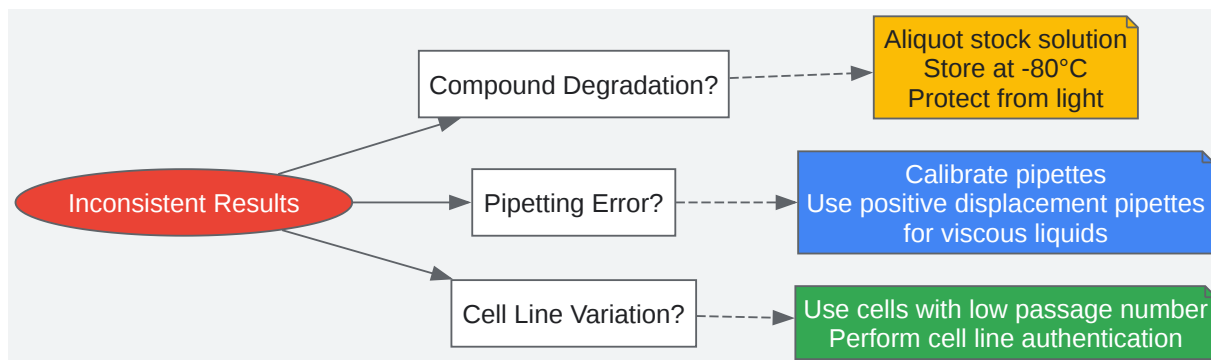 Inconsistent Results
Compound Degradation?
Aliquot stock solution
Store at -80°C
Protect from light
Pipetting Error?
Calibrate pipettes
Use positive displacement pipettes
for viscous liquids
Cell Line Variation?
Use cells with low passage number
Perform cell line authentication